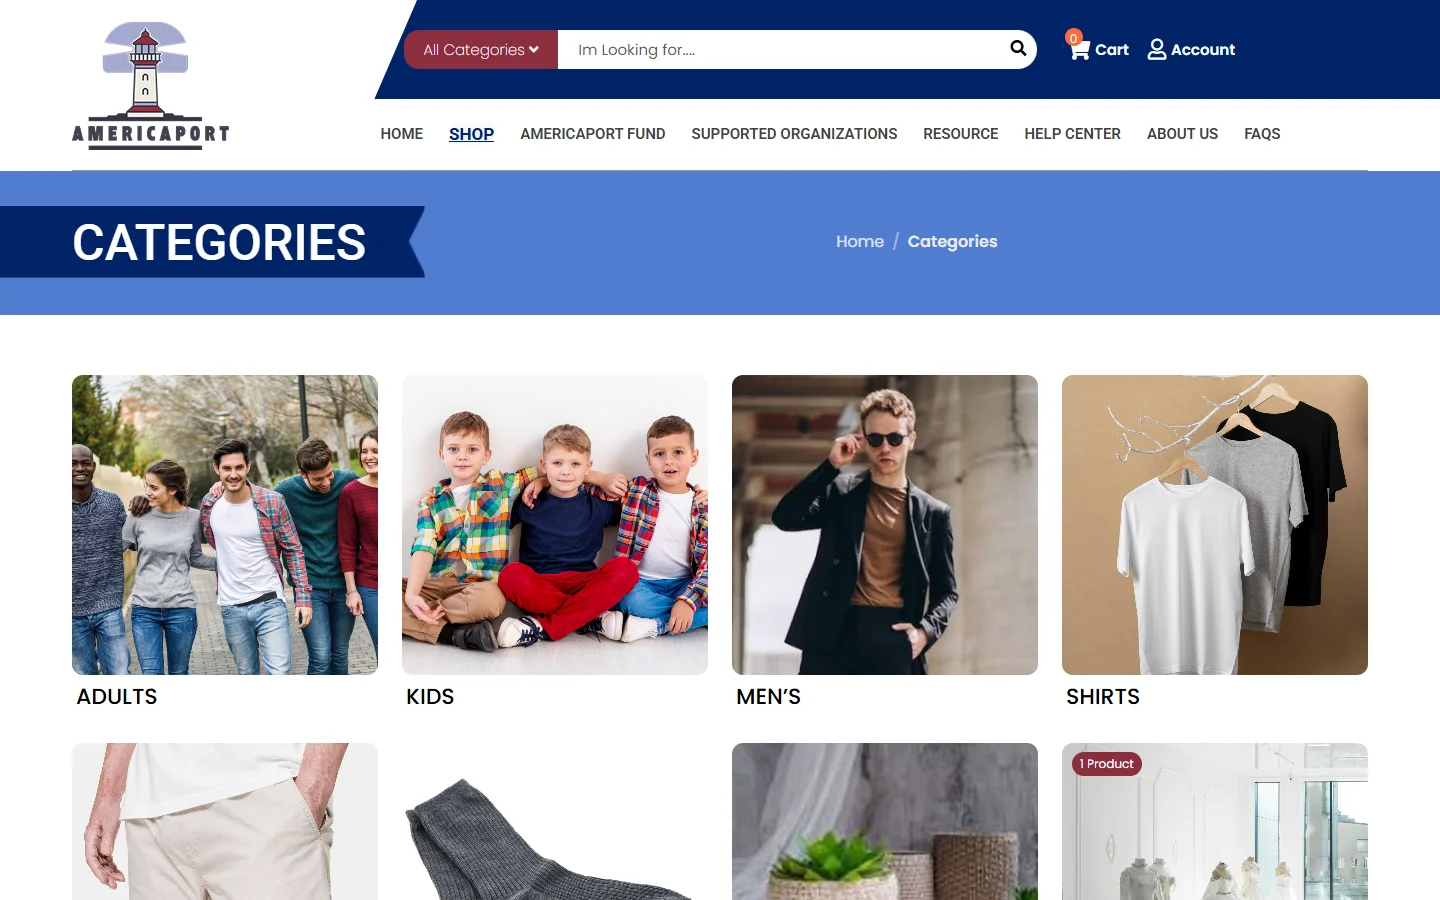 AMERICAPORT
All Categories
Im Looking for....
0
Cart
Account
HOME
SHOP
AMERICAPORT FUND
SUPPORTED ORGANIZATIONS
RESOURCE
HELP CENTER
ABOUT US
FAQS
CATEGORIES
Home / Categories
ADULTS
KIDS
MEN’S
SHIRTS
1 Product